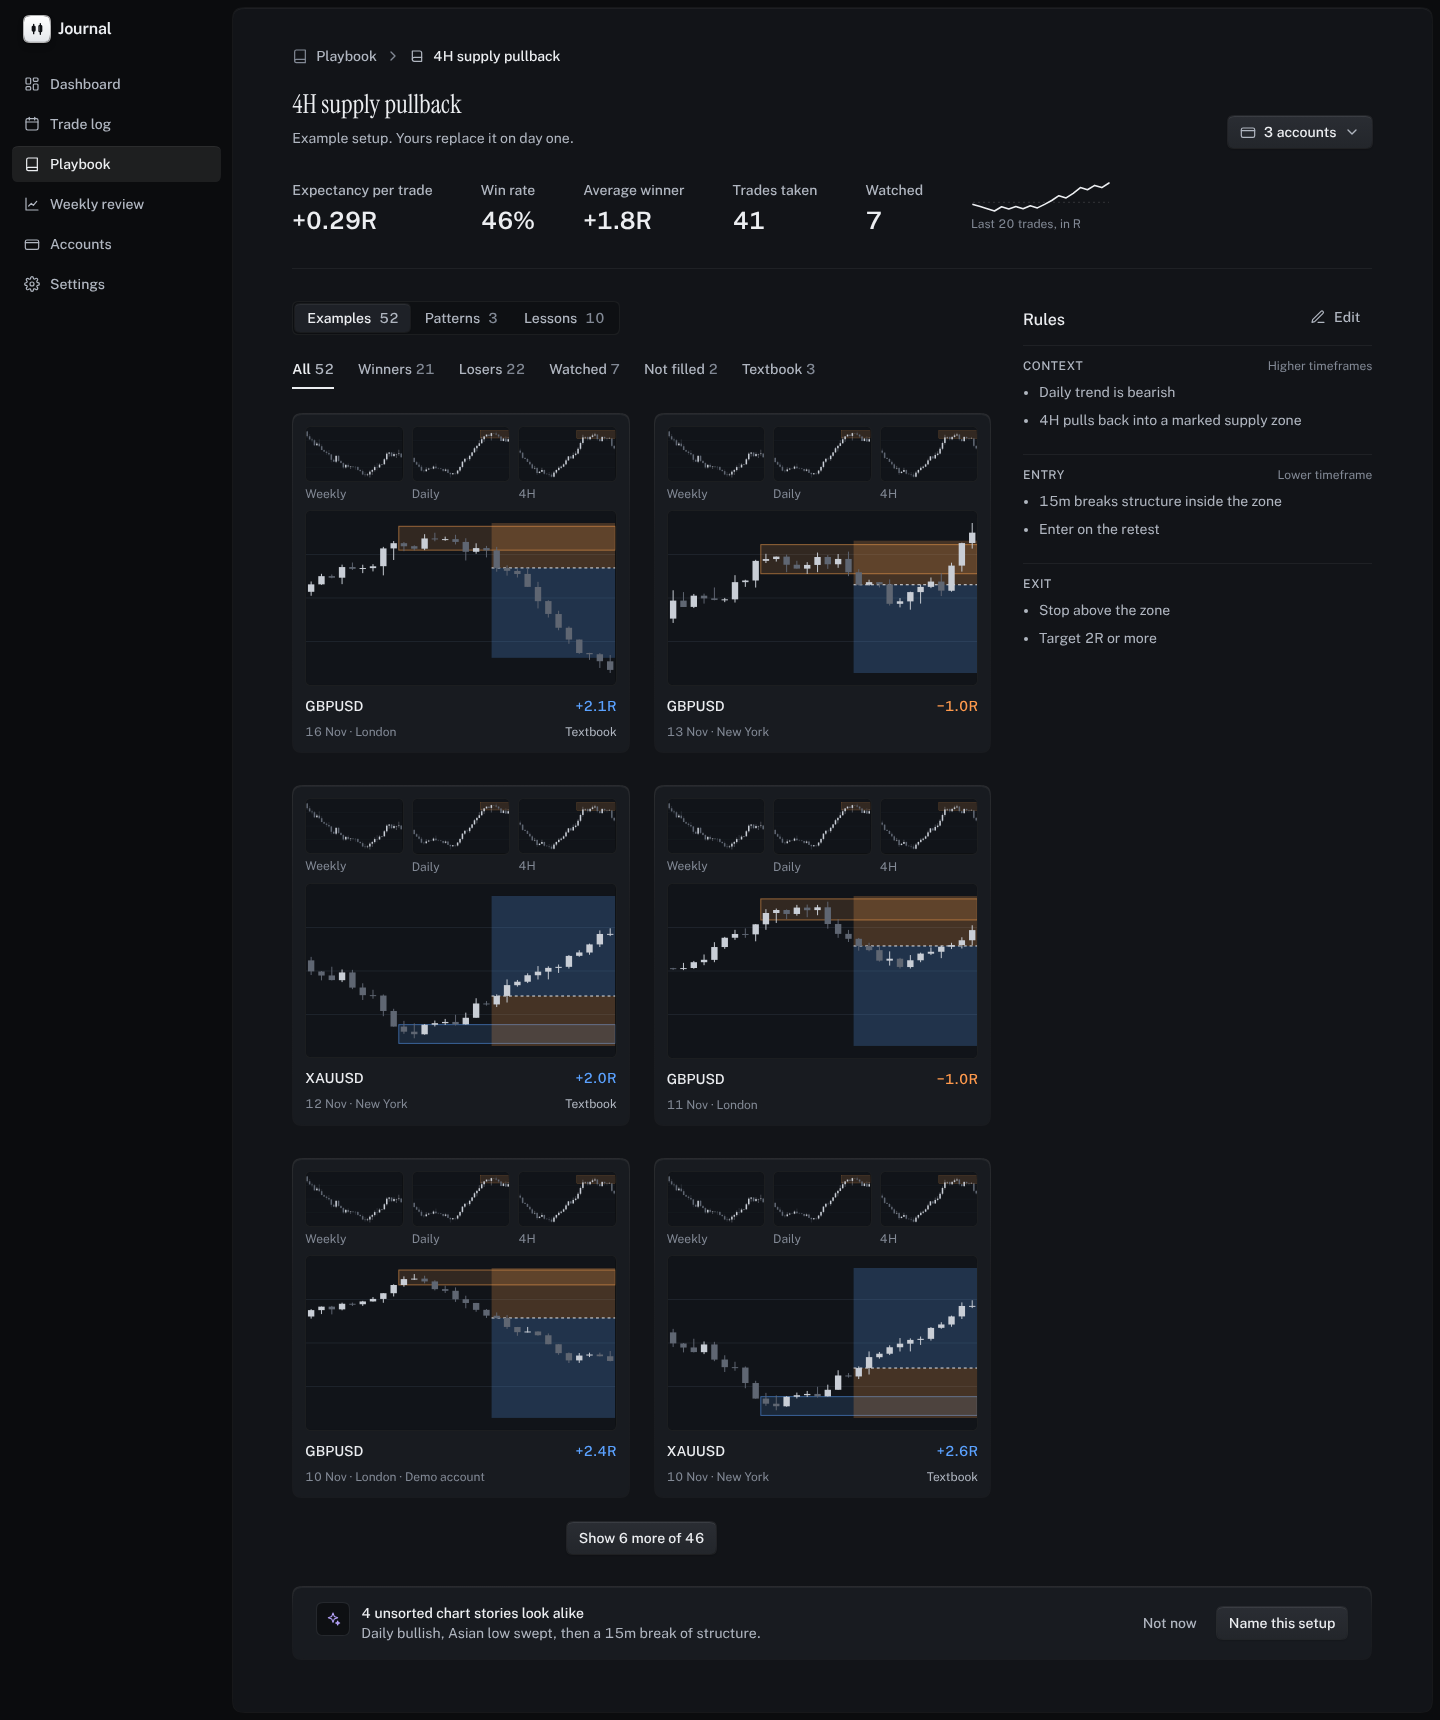 Journal
Dashboard
Trade log
Playbook
Weekly review
Accounts
Settings
Playbook
4H supply pullback
4H supply pullback
Example setup. Yours replace it on day one.
3 accounts
Expectancy per trade
+0.29R
Win rate
46%
Average winner
+1.8R
Trades taken
41
Watched
7
Last 20 trades, in R
Examples 52
Patterns 3
Lessons 10
All 52
Winners 21
Losers 22
Watched 7
Not filled 2
Textbook 3
Weekly
Daily
4H
GBPUSD
+2.1R
16 Nov · London
Textbook
Weekly
Daily
4H
GBPUSD
−1.0R
13 Nov · New York
Weekly
Daily
4H
XAUUSD
+2.0R
12 Nov · New York
Textbook
Weekly
Daily
4H
GBPUSD
−1.0R
11 Nov · London
Weekly
Daily
4H
GBPUSD
+2.4R
10 Nov · London · Demo account
Weekly
Daily
4H
XAUUSD
+2.6R
10 Nov · New York
Textbook
Show 6 more of 46
Rules
Edit
CONTEXT
Higher timeframes
• Daily trend is bearish
• 4H pulls back into a marked supply zone
ENTRY
Lower timeframe
• 15m breaks structure inside the zone
• Enter on the retest
EXIT
• Stop above the zone
• Target 2R or more
4 unsorted chart stories look alike
Daily bullish, Asian low swept, then a 15m break of structure.
Not now
Name this setup